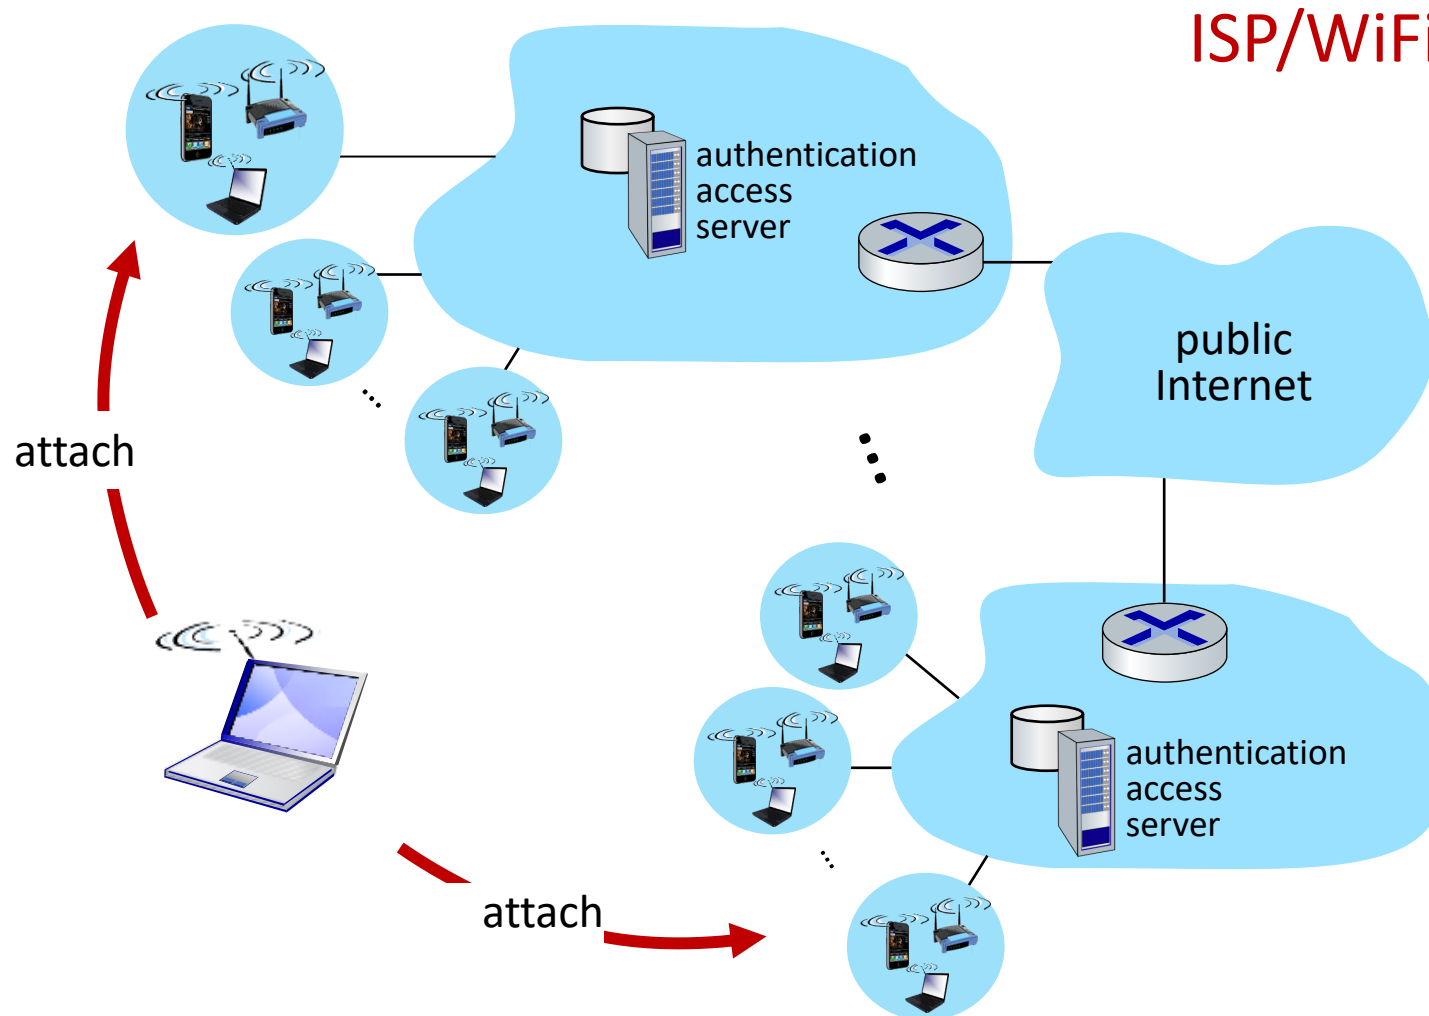 ISP/WiFi
authentication
access
server
public
Internet
attach
authentication
access
server
attach